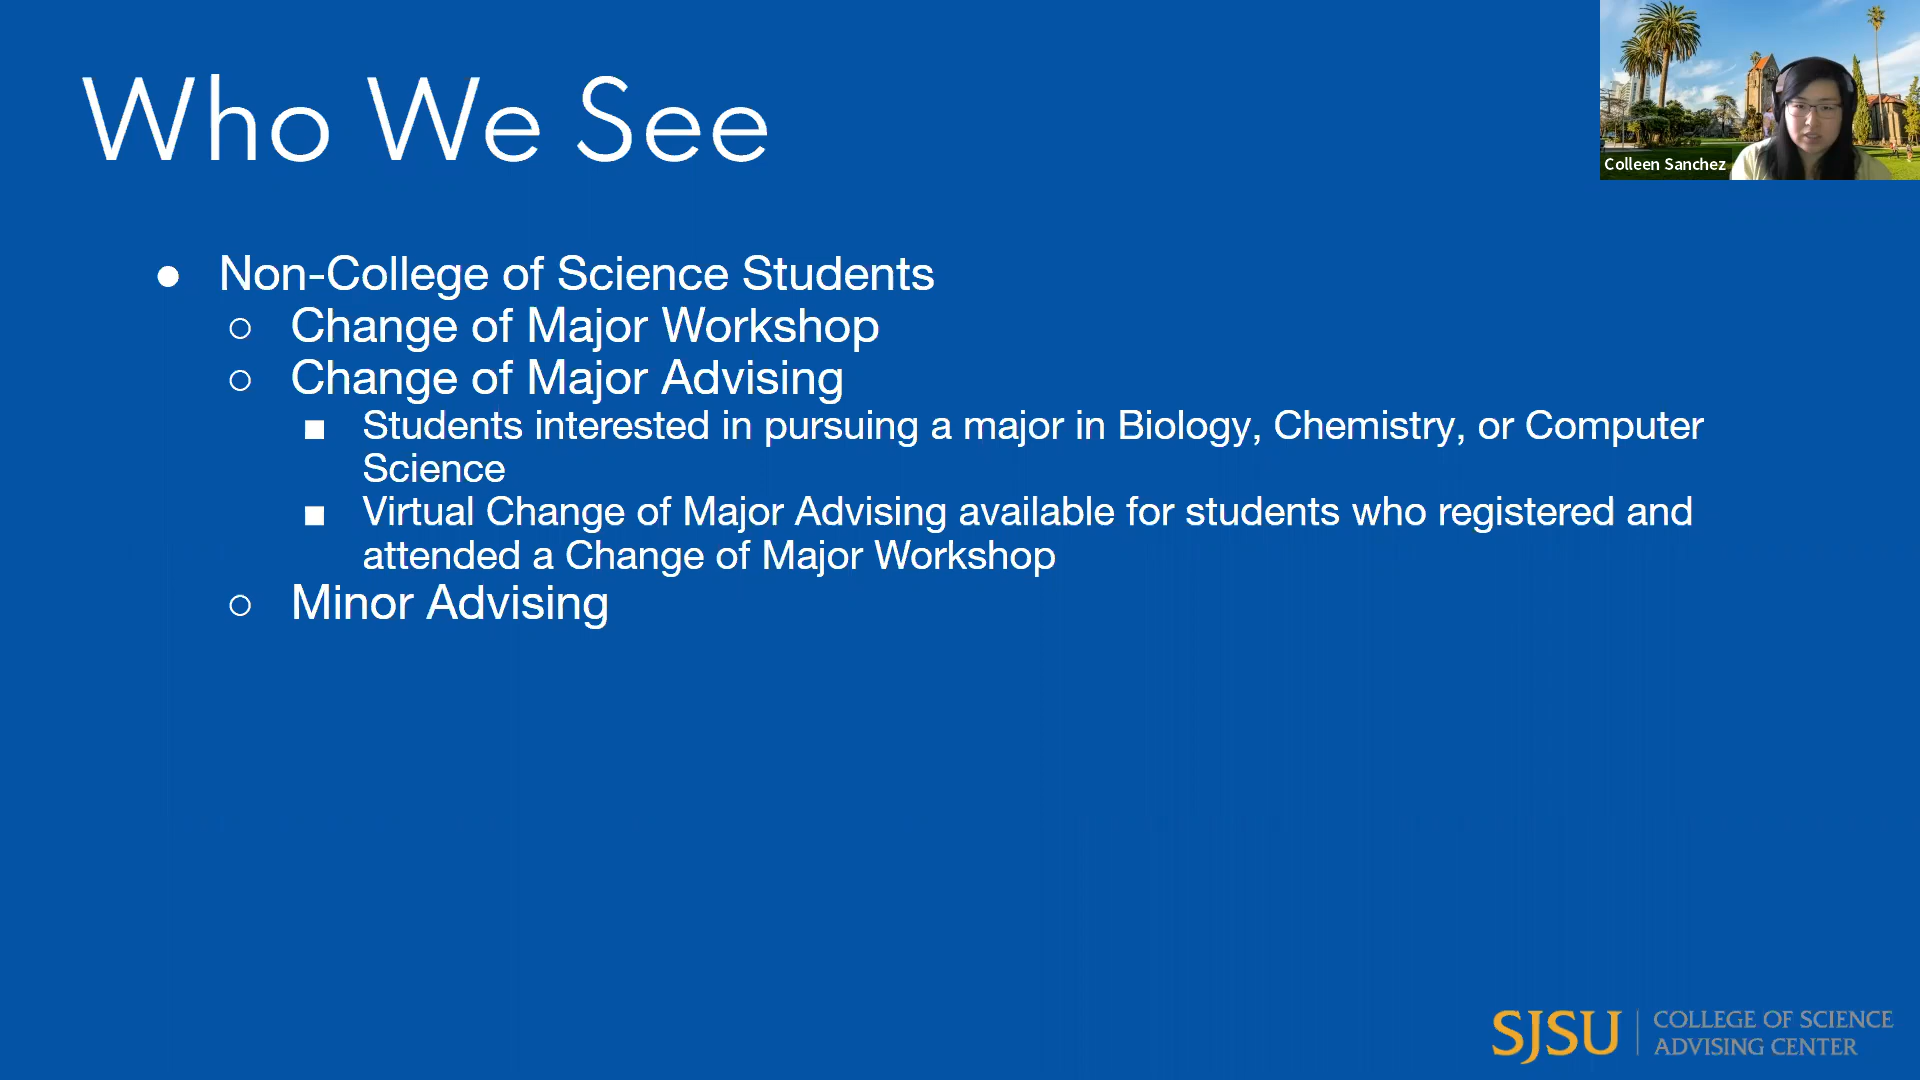 Who We See
Colleen Sanchez
● Non-College of Science Students
○ Change of Major Workshop
○ Change of Major Advising
■ Students interested in pursuing a major in Biology, Chemistry, or Computer
Science
■ Virtual Change of Major Advising available for students who registered and
attended a Change of Major Workshop
○ Minor Advising
SJSU | COLLEGE OF SCIENCE
ADVISING CENTER